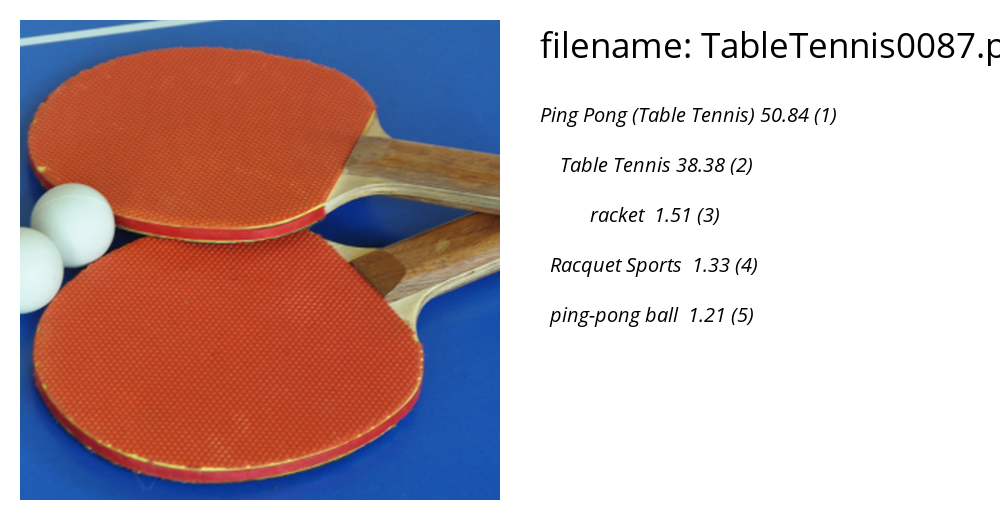 filename: TableTennis0087.p
Ping Pong (Table Tennis) 50.84 (1)
Table Tennis 38.38 (2)
racket 1.51 (3)
Racquet Sports 1.33 (4)
ping-pong ball 1.21 (5)